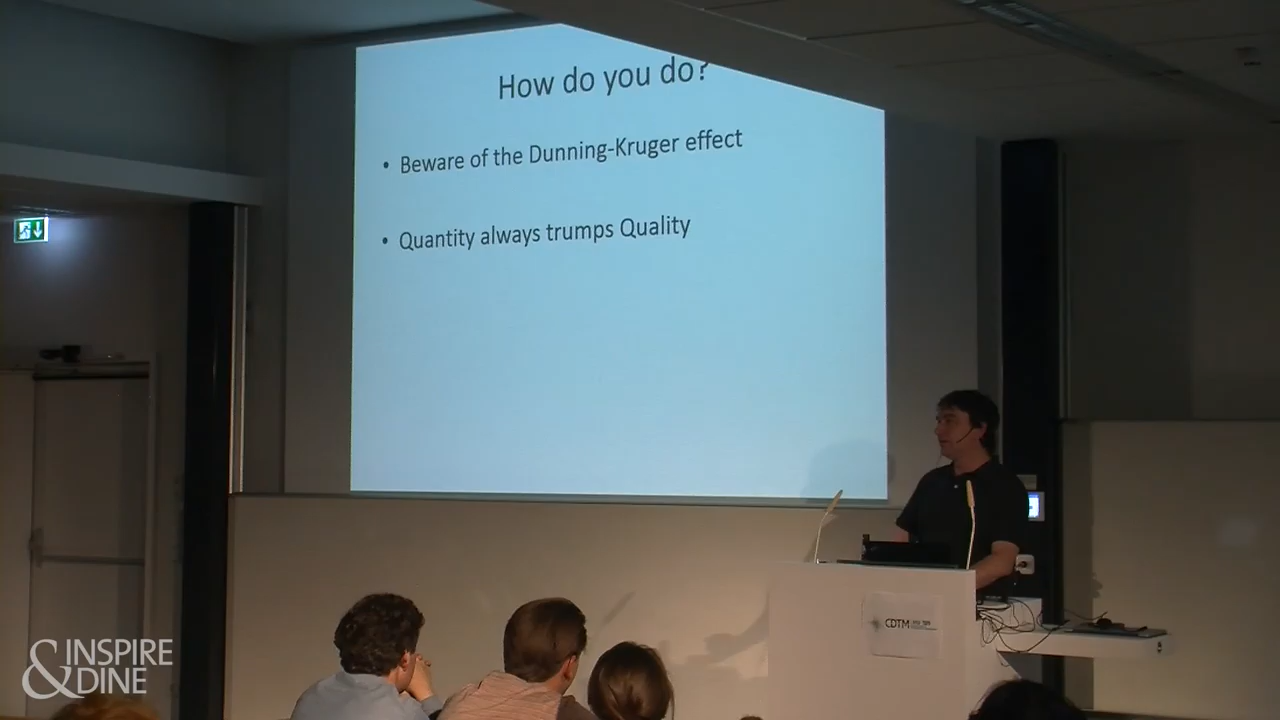 How do you do?
• Beware of the Dunning-Kruger effect
• Quantity always trumps Quality
CDTM
INSPIRE
&DINE